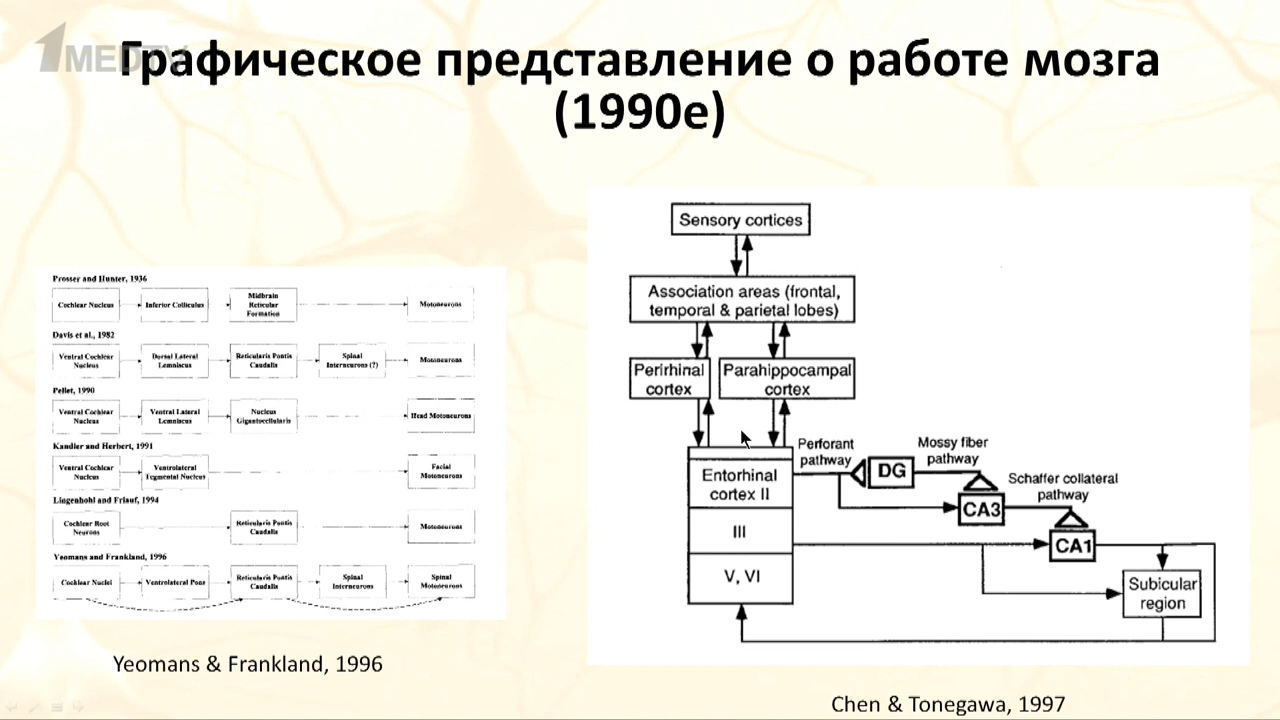 1MEDTV
Графическое представление о работе мозга
(1990е)
Prosser and Hunter, 1936
Cochlear Nucleus
Inferior Colliculus
Midbrain
Reticular
Formation
Motoneurons
Davis et al., 1982
Ventral Cochlear
Nucleus
Dorsal Lateral
Lemniscus
Reticularis Pontis
Caudalis
Spinal
Interneurons (?)
Motoneurons
Pellet, 1990
Ventral Cochlear
Nucleus
Ventral Lateral
Lemniscus
Nucleus
Gigantocellularis
Head Motoneurons
Kandler and Herbert, 1991
Ventral Cochlear
Nucleus
Ventrolateral
Tegmental Nucleus
Facial
Motoneurons
Lingenhohl and Friauf, 1994
Cochlear Root
Neurons
Reticularis Pontis
Caudalis
Motoneurons
Yeomans and Frankland, 1996
Cochlear Nuclei
Ventrolateral Pons
Reticularis Pontis
Caudalis
Spinal
Interneurons
Spinal
Motoneurons
Yeomans & Frankland, 1996
Sensory cortices
Association areas (frontal,
temporal & parietal lobes)
Perirhinal
cortex
Parahippocampal
cortex
Entorhinal
cortex II
III
V, VI
Perforant
pathway
DG
Mossy fiber
pathway
CA3
Schaffer collateral
pathway
CA1
Subicular
region
Chen & Tonegawa, 1997